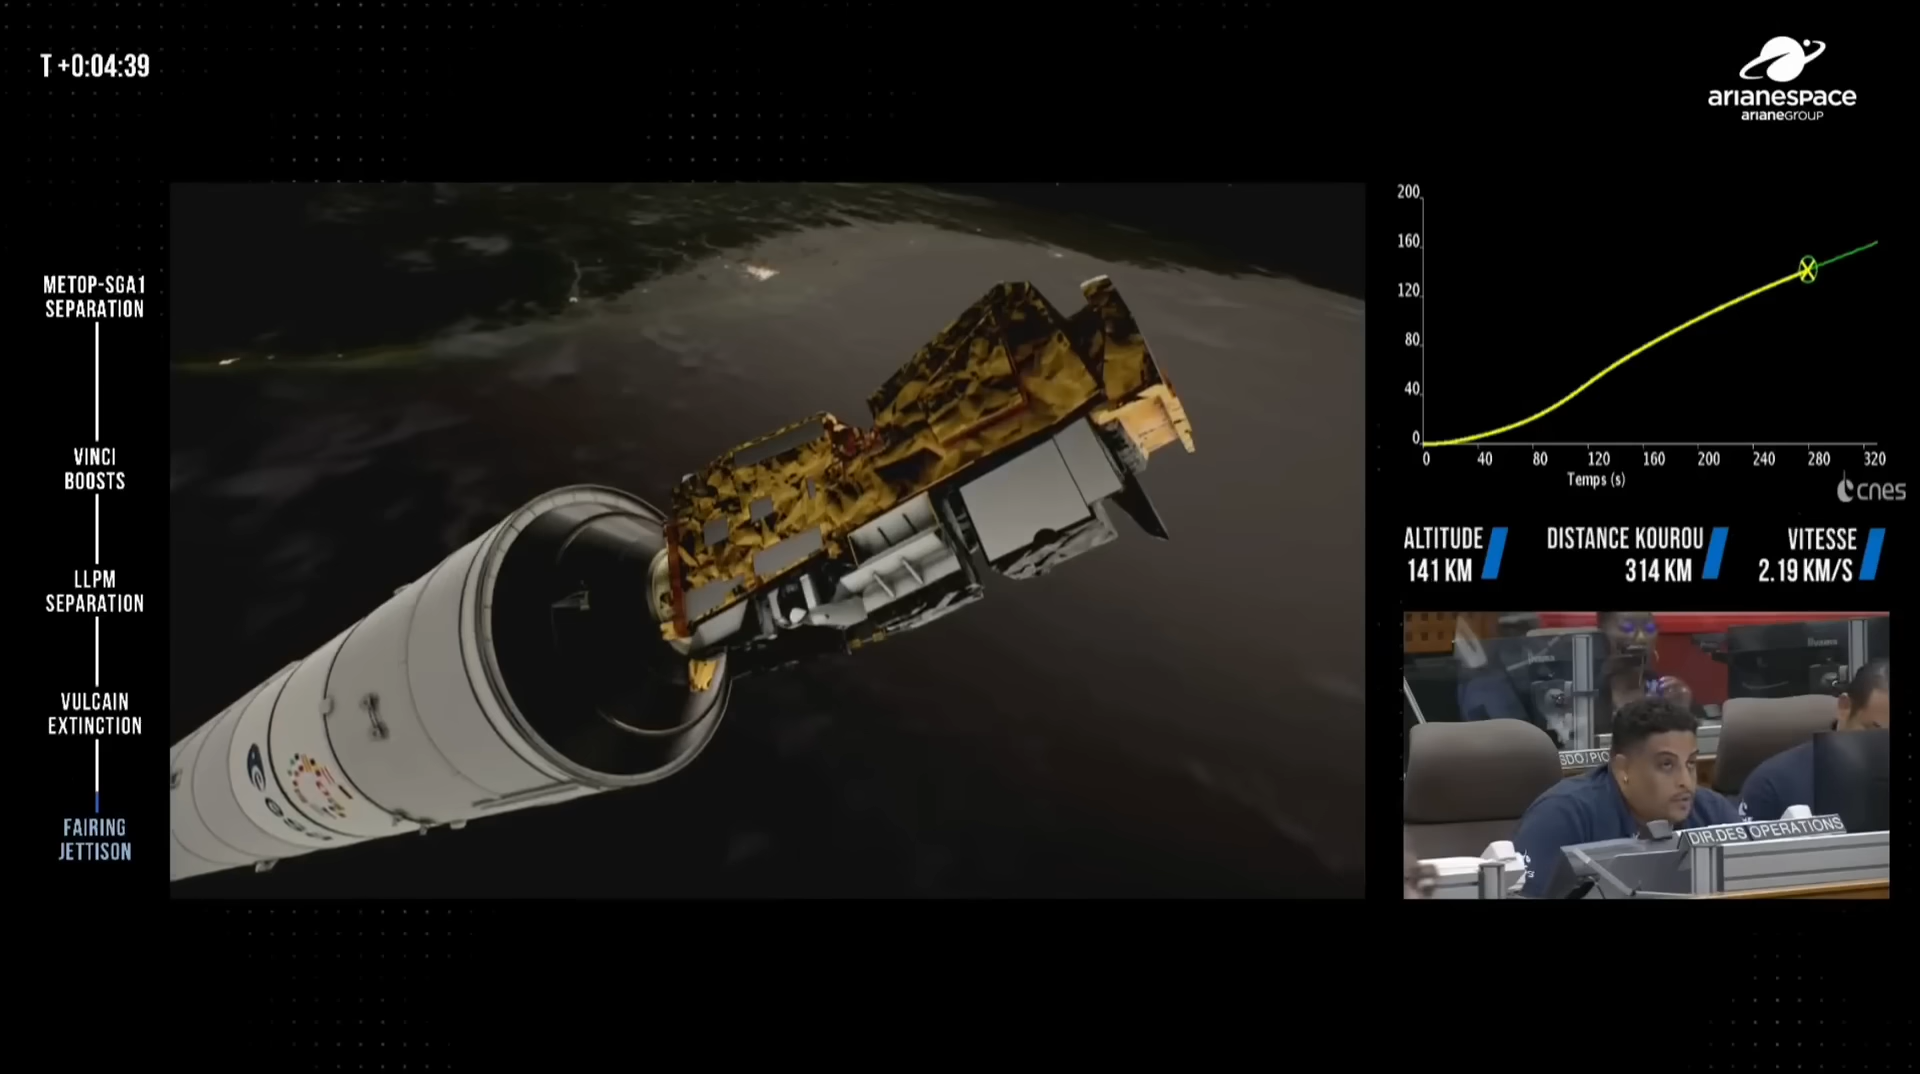 T +0:04:39
arianespace
arianeGROUP
METOP-SGA1
SEPARATION
VINCI
BOOSTS
LLPM
SEPARATION
VULCAIN
EXTINCTION
FAIRING
JETTISON
esa
200
160
120
80
40
0
0 40 80 120 160 200 240 280 320
Temps (s)
cnes
ALTITUDE
141 KM
DISTANCE KOUROU
314 KM
VITESSE
2.19 KM/S
DIR.DES OPERATIONS